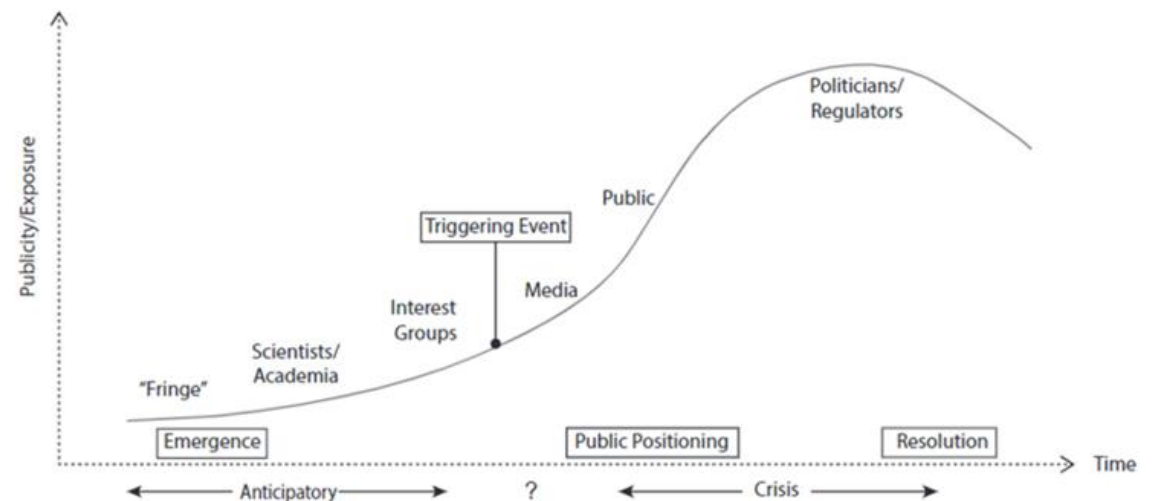 Publicity/Exposure
Politicians/
Regulators
Public
Triggering Event
Media
Interest
Groups
Scientists/
Academia
"Fringe"
Emergence
Public Positioning
Resolution
Time
Anticipatory
?
Crisis